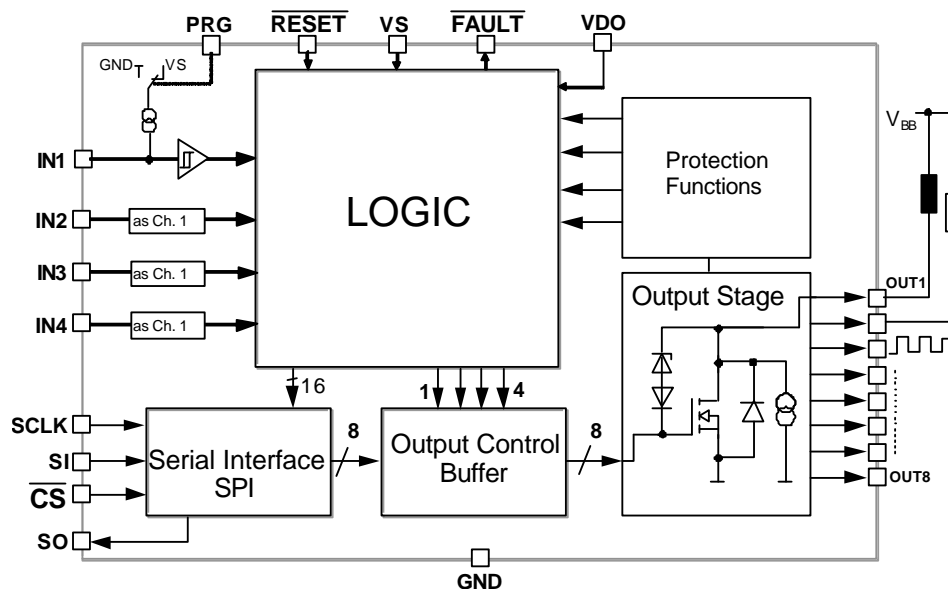 PRG
RESET
VS
FAULT
VDO
GND
VS
V_BB
IN1
LOGIC
Protection
Functions
IN2
as Ch. 1
IN3
as Ch. 1
IN4
as Ch. 1
Output Stage
OUT1
16
1
4
SCLK
SI
CS
SO
Serial Interface
SPI
8
Output Control
Buffer
8
OUT8
GND